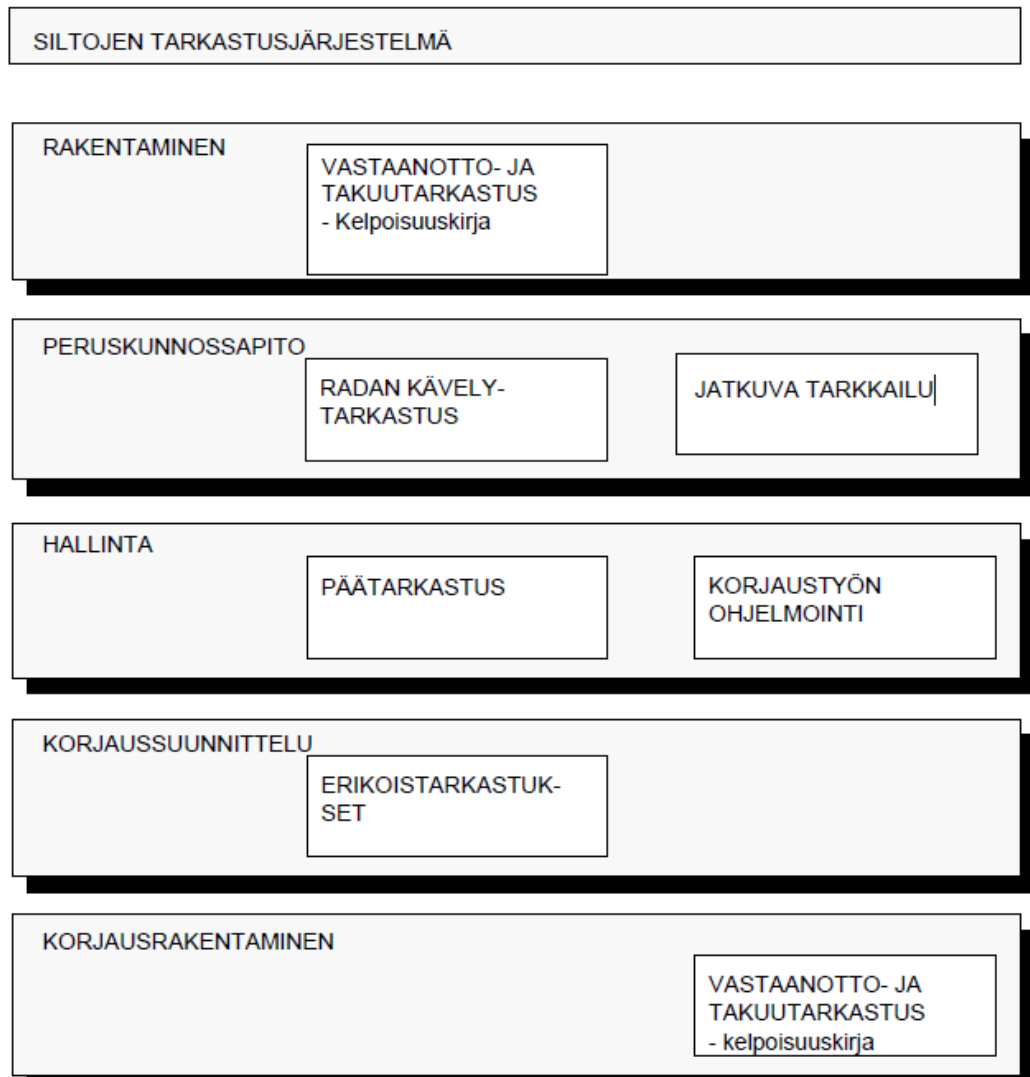 SILTOJEN TARKASTUSJÄRJESTELMÄ
RAKENTAMINEN
VASTAANOTTO- JA
TAKUUTARKASTUS
- Kelpoisuuskirja
PERUSKUNNOSSAPITO
RADAN KÄVELY-
TARKASTUS
JATKUVA TARKKAILU
HALLINTA
PÄÄTARKASTUS
KORJAUSTYÖN
OHJELMOINTI
KORJAUSSUUNNITTELU
ERIKOISTARKASTUK-
SET
KORJAUSRAKENTAMINEN
VASTAANOTTO- JA
TAKUUTARKASTUS
- kelpoisuuskirja